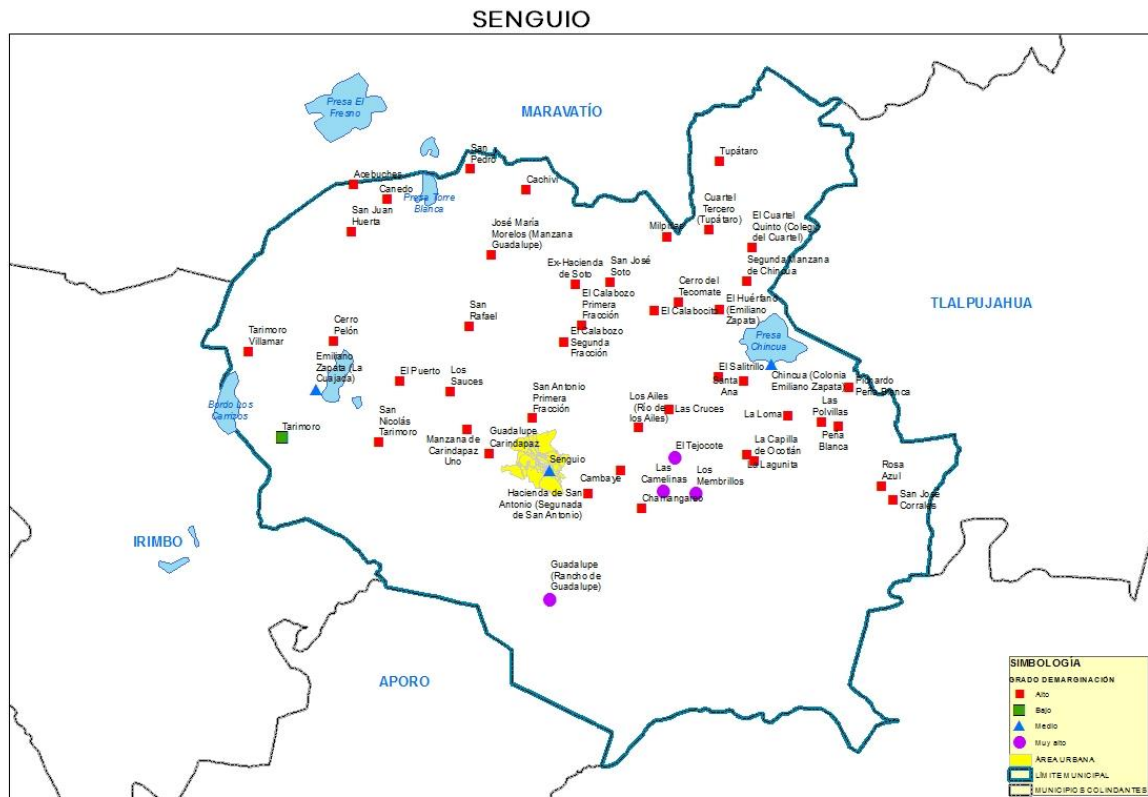 SENGUIO
Presa El
Fresno
MARAVATÍO
San
Pedro
Tupátaro
Acebuches
Canedo
Cachivi
Presa Torre
Blanca
San Juan
Huerta
José María
Morelos (Manzana
Guadalupe)
Milpillas
Cuartel
Tercero
(Tupátaro)
El Cuartel
Quinto (Colegio
del Cuartel)
Segunda Manzana
de Chincua
Ex-Hacienda
de Soto
San José
Soto
El Calabozo
Primera
Fracción
Cerro del
Tecomate
El Calabocito
El Huérfano
(Emiliano
Zapata)
TLALPUJAHUA
San
Rafael
El Calabozo
Segunda
Fracción
Presa
Chincua
Tarimoro
Villamar
Cerro
Pelón
Emiliano
Zapata (La
Cuajada)
El Puerto
Los
Sauces
El Salitrillo
Santa
Ana
Chincua (Colonia
Emiliano Zapata)
Pichardo
Peña Blanca
Bordo Los
Carrizos
San Antonio
Primera
Fracción
Los Ailes
(Río de
los Ailes)
Las Cruces
La Loma
Las
Polvillas
Peña
Blanca
Tarimoro
San
Nicolás
Tarimoro
Manzana de
Carindapaz
Uno
Guadalupe
Carindapaz
Senguio
El Tejocote
La Capilla
de Ocotlán
La Lagunita
Cambaye
Las
Camelinas
Los
Membrillos
Rosa
Azul
San José
Corrales
Hacienda de San
Antonio (Segunada
de San Antonio)
Chamangareo
IRIMBO
Guadalupe
(Rancho de
Guadalupe)
APORO
SIMBOLOGÍA
GRADO DE MARGINACIÓN
Alto
Bajo
Medio
Muy alto
ÁREA URBANA
LÍMITE MUNICIPAL
MUNICIPIOS COLINDANTES